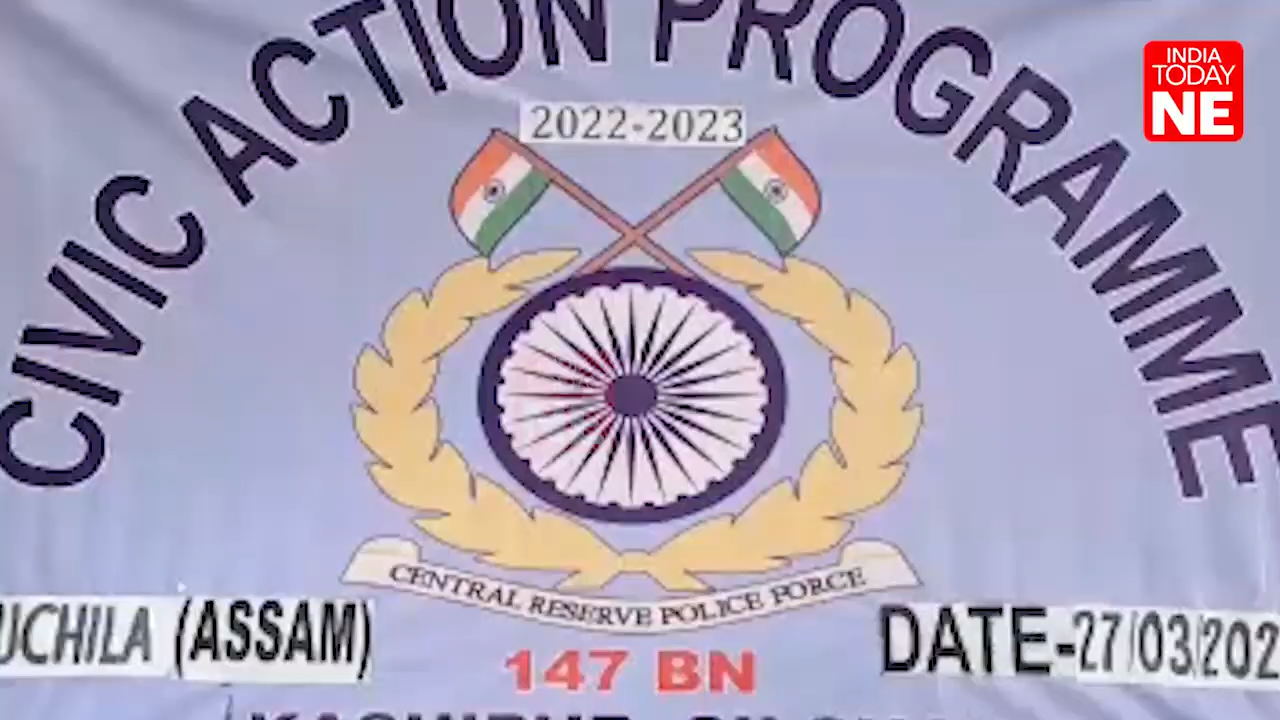 CIVIC ACTION PROGRAMME
INDIA
TODAY
NE
2022-2023
CENTRAL RESERVE POLICE FORCE
UCHILA (ASSAM)
147 BN
DATE-27/03/202